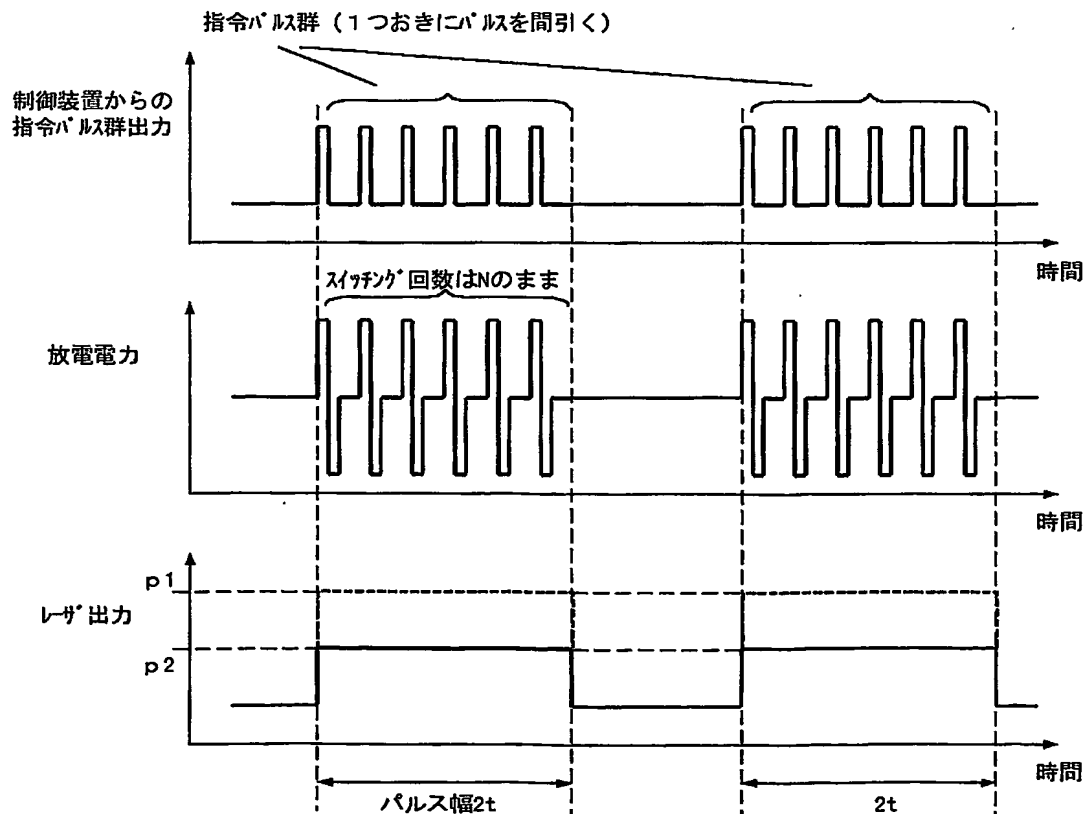 指令パルス群（１つおきにパルスを間引く）
制御装置からの
指令パルス群出力
時間
スイッチング回数はNのまま
放電電力
時間
p1
レーザ出力
p2
時間
パルス幅2t
2t